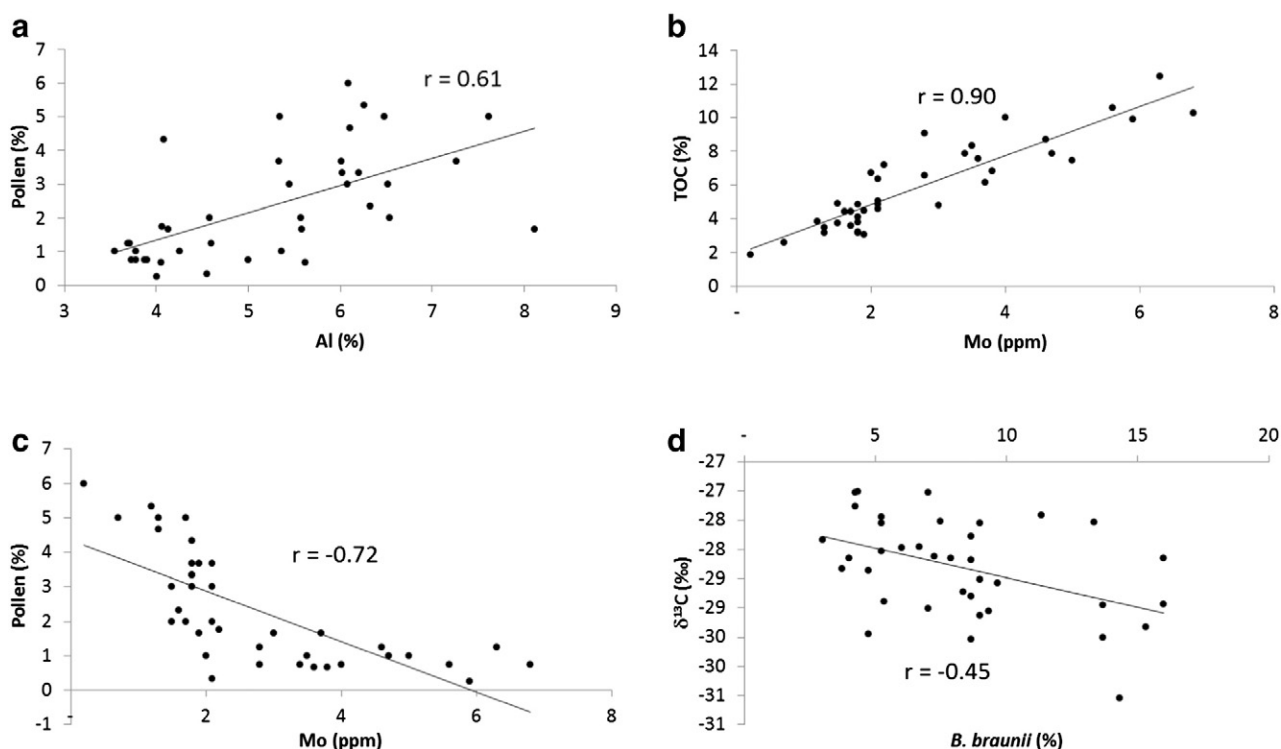 a
7
6
5
4
3
2
1
0
Pollen (%)
r = 0.61
3 4 5 6 7 8 9
Al (%)
b
14
12
10
8
6
4
2
0
TOC (%)
r = 0.90
- 2 4 6 8
Mo (ppm)
c
7
6
5
4
3
2
1
0
-1
Pollen (%)
r = -0.72
- 2 4 6 8
Mo (ppm)
d
- 5 10 15 20
-27
-27
-28
-28
-29
-29
-30
-30
-31
-31
δ¹³C (‰)
r = -0.45
B. braunii (%)